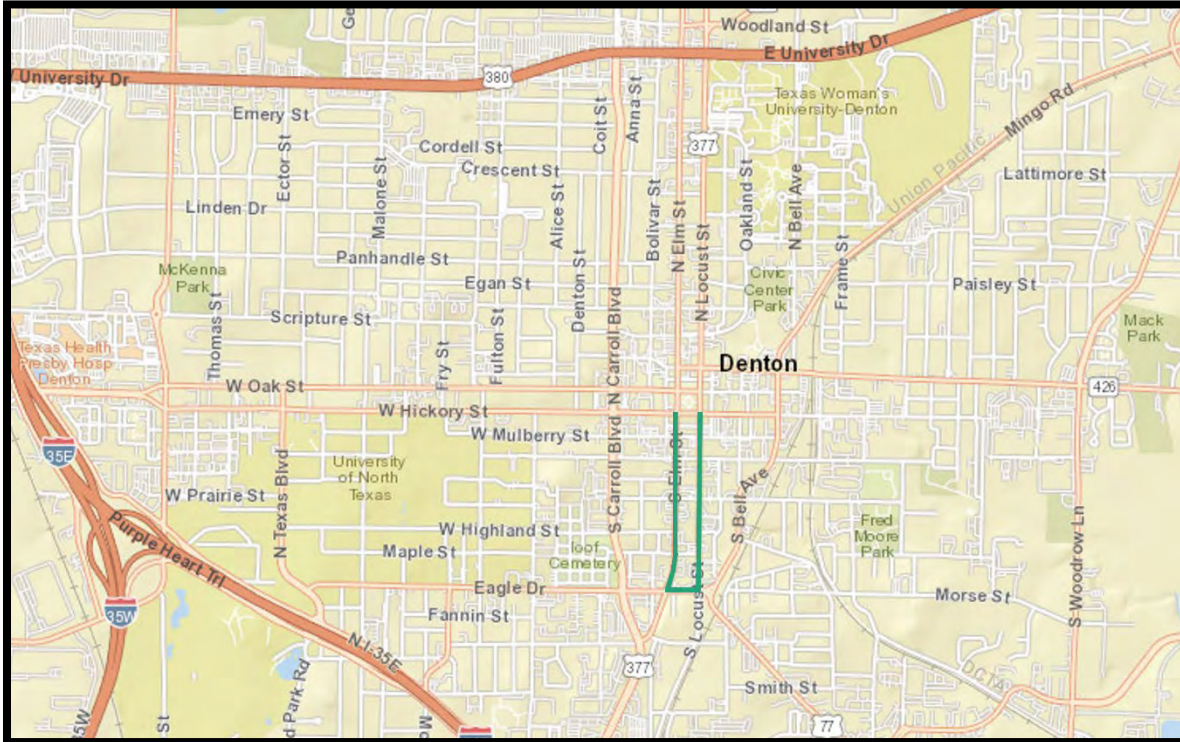 Woodland St
E University Dr
W University Dr
380
Ge
Emery St
Ector St
Malone St
Cordell St
Crescent St
Coit St
Anna St
377
Texas Woman's
University-Denton
Mingo Rd
Union Pacific
Lattimore St
Linden Dr
Alice St
Bolivar St
N Elm St
N Locust St
Oakland St
N Bell Ave
Frame St
Panhandle St
McKenna
Park
Egan St
Denton St
Civic
Center
Park
Paisley St
Thomas St
Scripture St
Fry St
Fulton St
N Carroll Blvd
Mack
Park
Texas Health
Presby Hosp
Denton
Denton
W Oak St
426
W Hickory St
W Mulberry St
S Carroll Blvd
S Elm St
35E
University
of North
Texas
W Prairie St
N Texas Blvd
S Bell Ave
Purple Heart Trl
W Highland St
Maple St
Ioof
Cemetery
Fred
Moore
Park
S Woodrow Ln
Eagle Dr
Fannin St
S Locust St
Morse St
35W
N I-35E
377
DCTA
Smith St
77
35W
St
d Park Rd
Mo